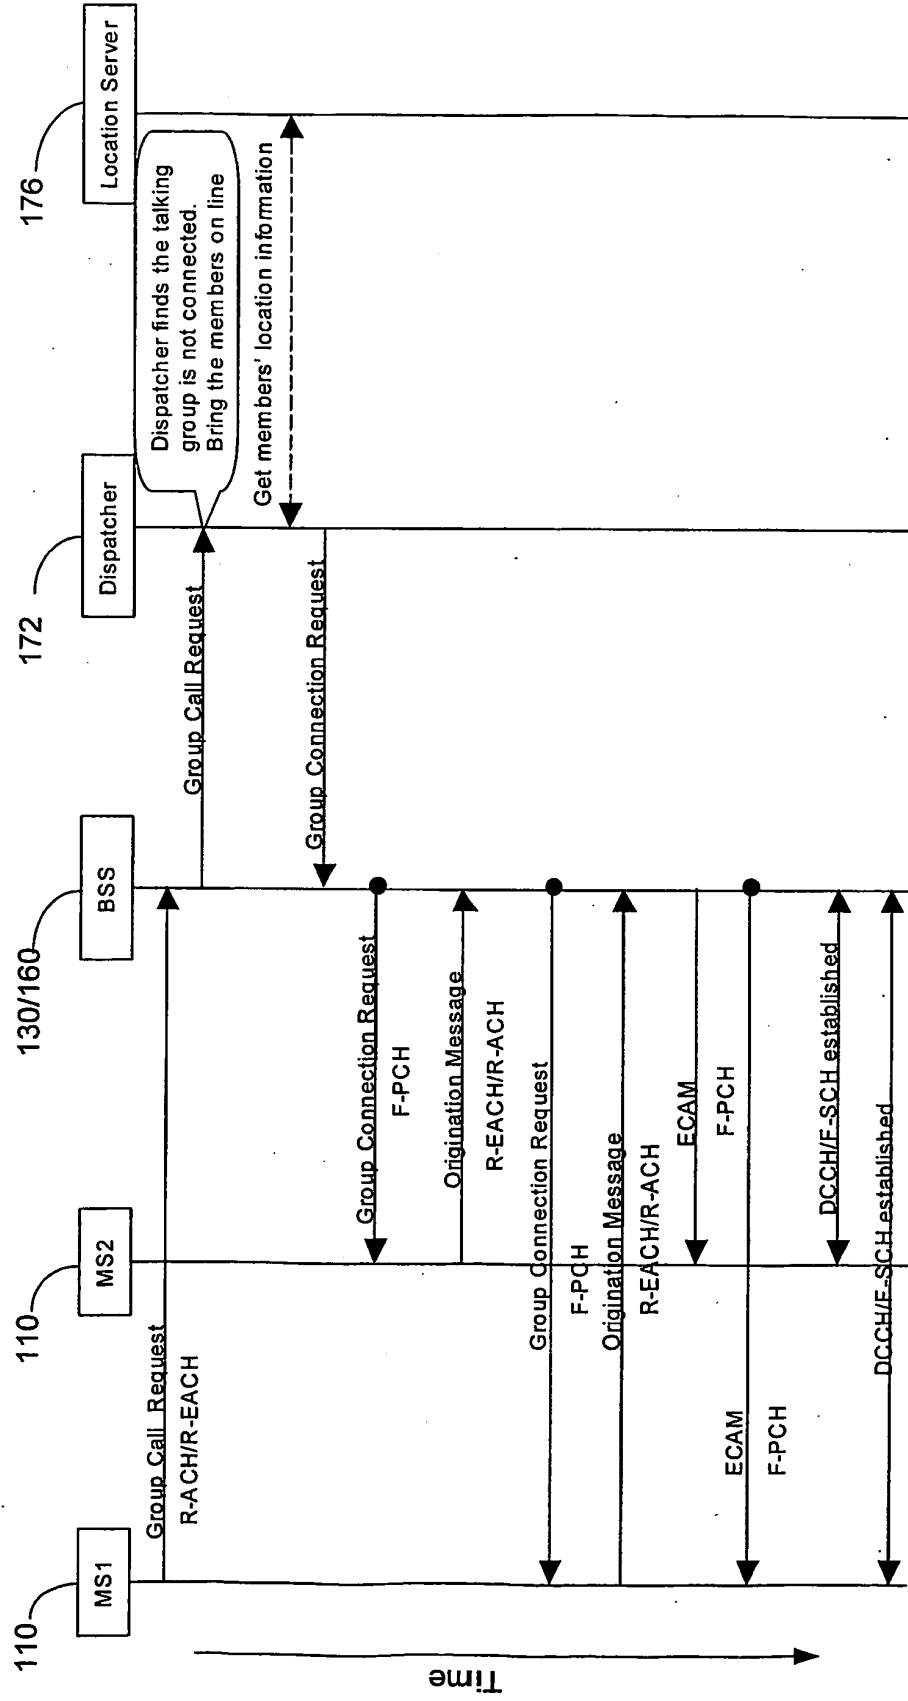 110
MS1
110
MS2
130/160
BSS
172
Dispatcher
176
Location Server
Time
Group Call Request
R-ACH/R-EACH
Group Call Request
Dispatcher finds the talking
group is not connected.
Bring the members on line
Get members' location information
Group Connection Request
Group Connection Request
F-PCH
Origination Message
R-EACH/R-ACH
Group Connection Request
F-PCH
Origination Message
R-EACH/R-ACH
ECAM
F-PCH
ECAM
F-PCH
DCCH/F-SCH established
DCCH/F-SCH established